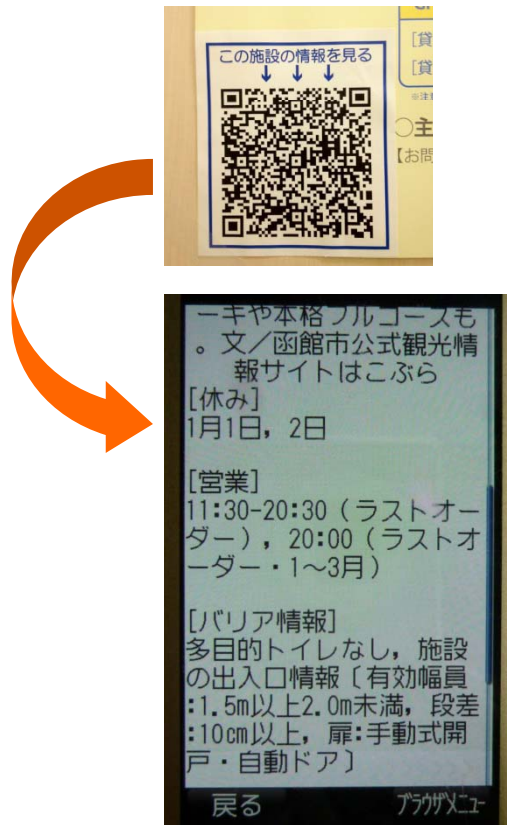 この施設の情報を見る
↓ ↓ ↓
[貸
[貸
○主
【お問
ーキや本格フルコースも
。文／函館市公式観光情
報サイトはこぶら
[休み]
1月1日，2日
[営業]
11:30-20:30（ラストオー
ダー），20:00（ラストオ
ーダー・1～3月）
[バリア情報]
多目的トイレなし，施設
の出入口情報〔有効幅員
:1.5m以上2.0m未満，段差
:10cm以上，扉:手動式開
戸・自動ドア〕
戻る
ﾌﾞﾗｳｻﾞﾒﾆｭｰ